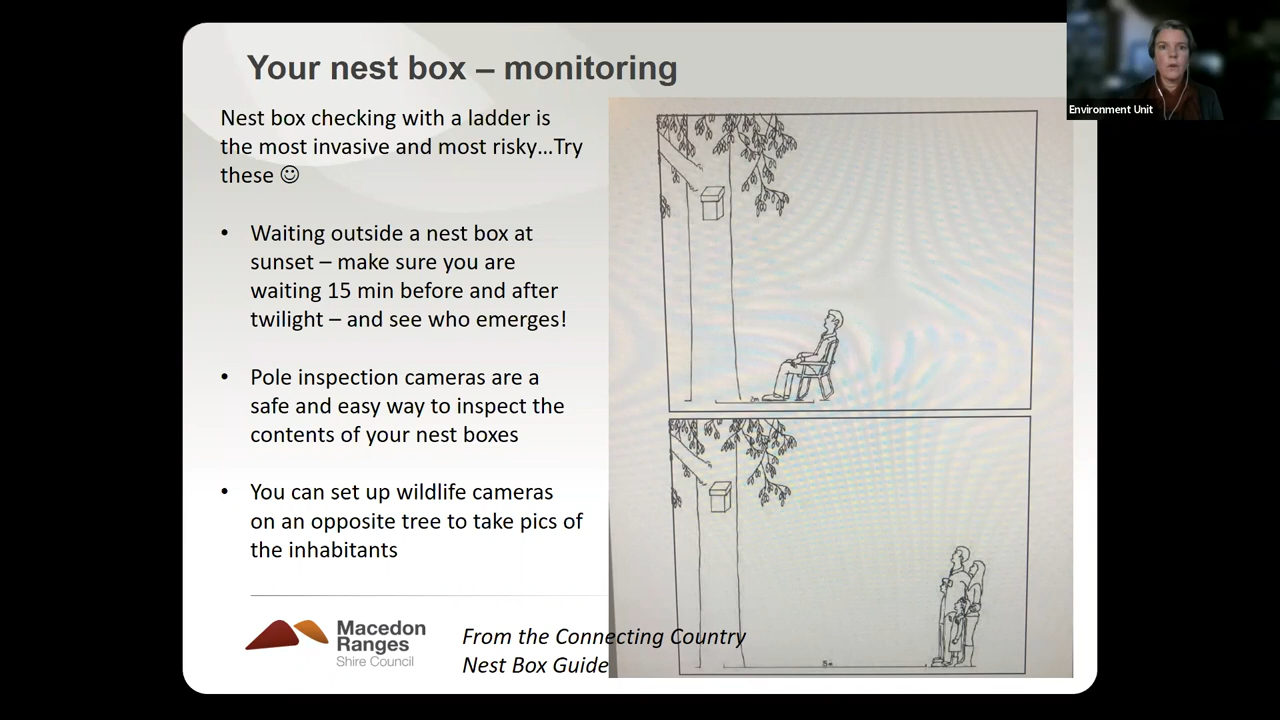 Your nest box – monitoring
Environment Unit
Nest box checking with a ladder is
the most invasive and most risky...Try
these ☺
• Waiting outside a nest box at
sunset – make sure you are
waiting 15 min before and after
twilight – and see who emerges!
• Pole inspection cameras are a
safe and easy way to inspect the
contents of your nest boxes
• You can set up wildlife cameras
on an opposite tree to take pics of
the inhabitants
Macedon
Ranges
Shire Council
From the Connecting Country
Nest Box Guide